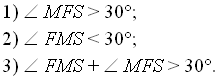 1) ∠ MFS > 30°;
2) ∠ FMS < 30°;
3) ∠ FMS + ∠ MFS > 30°